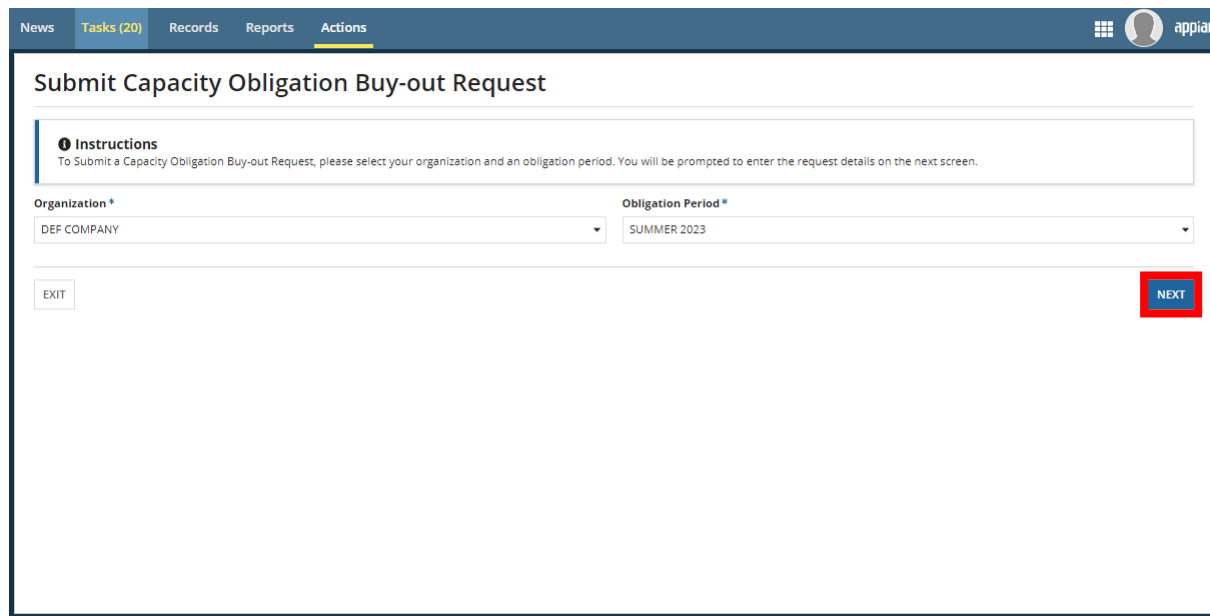 News Tasks (20) Records Reports Actions
Submit Capacity Obligation Buy-out Request
Instructions
To Submit a Capacity Obligation Buy-out Request, please select your organization and an obligation period. You will be prompted to enter the request details on the next screen.
Organization * Obligation Period *
DEF COMPANY SUMMER 2023
EXIT NEXT